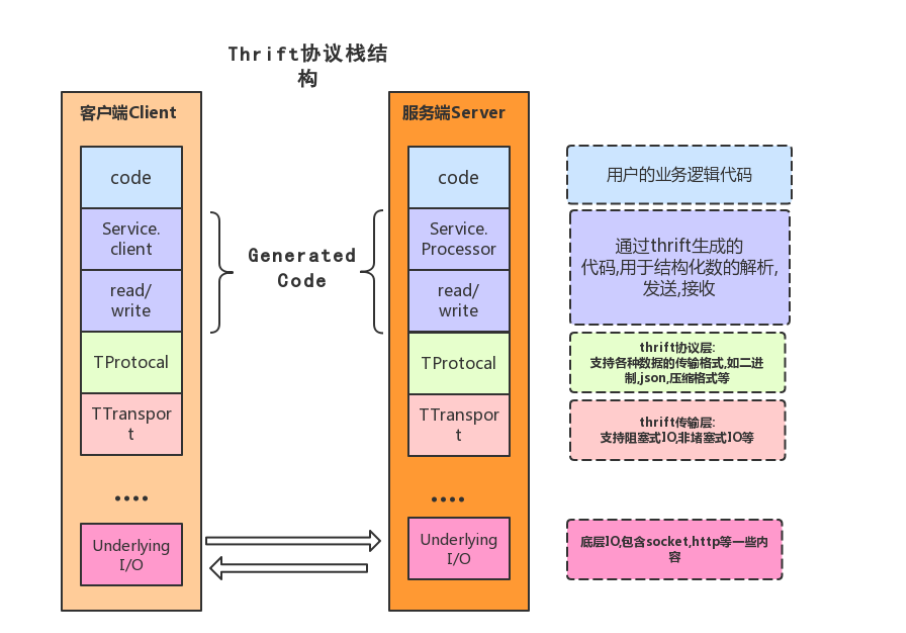 Thrift协议栈结
构
客户端Client
code
Service.
client
read/
write
TProtocal
TTranspor
t
....
Underlying
I/O
Generated
Code
服务端Server
code
Service.
Processor
read/
write
TProtocal
TTranspor
t
....
Underlying
I/O
用户的业务逻辑代码
通过thrift生成的
代码,用于结构化数的解析,
发送,接收
thrift协议层:
支持各种数据的传输格式,如二进
制,json,压缩格式等
thrift传输层:
支持阻塞式IO,非堵塞式IO等
底层IO,包含socket,http等一些内
容